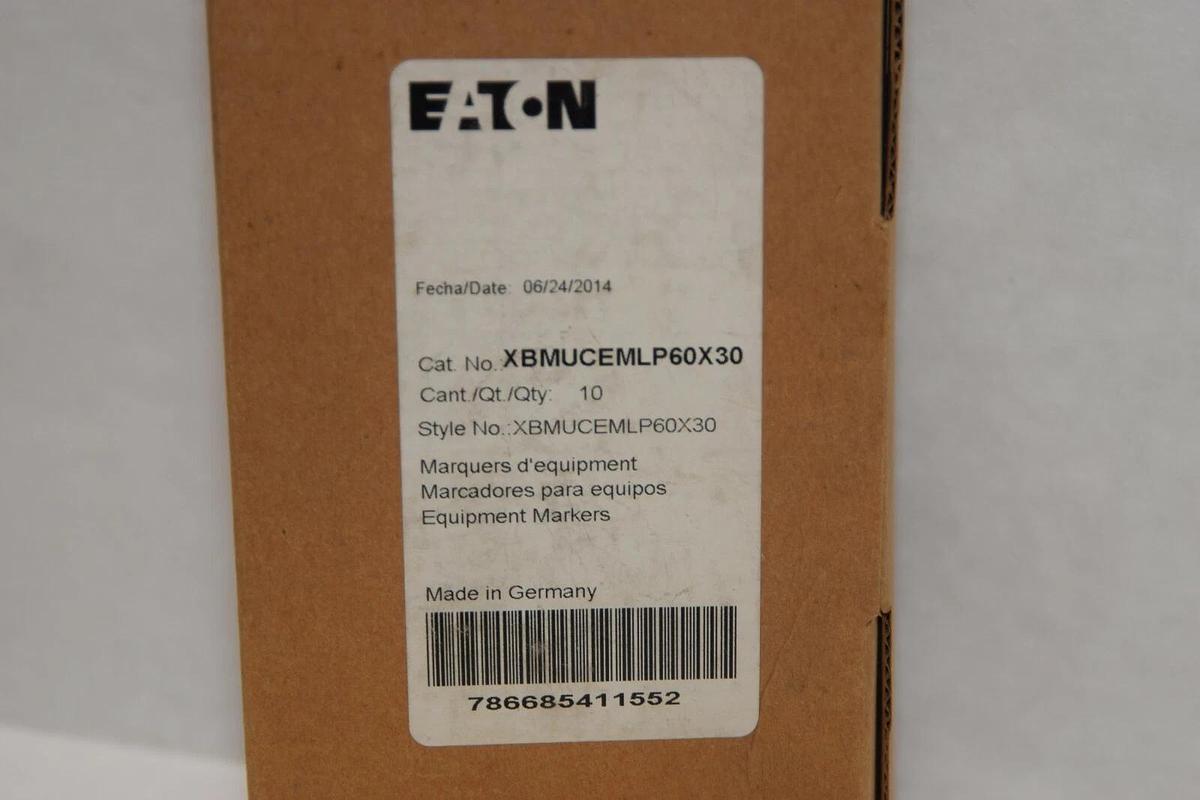 EATON
Fecha/Date: 06/24/2014
Cat. No.:XBMUCEMLP60X30
Cant./Qt./Qty: 10
Style No.:XBMUCEMLP60X30
Marquers d'equipment
Marcadores para equipos
Equipment Markers
Made in Germany
786685411552